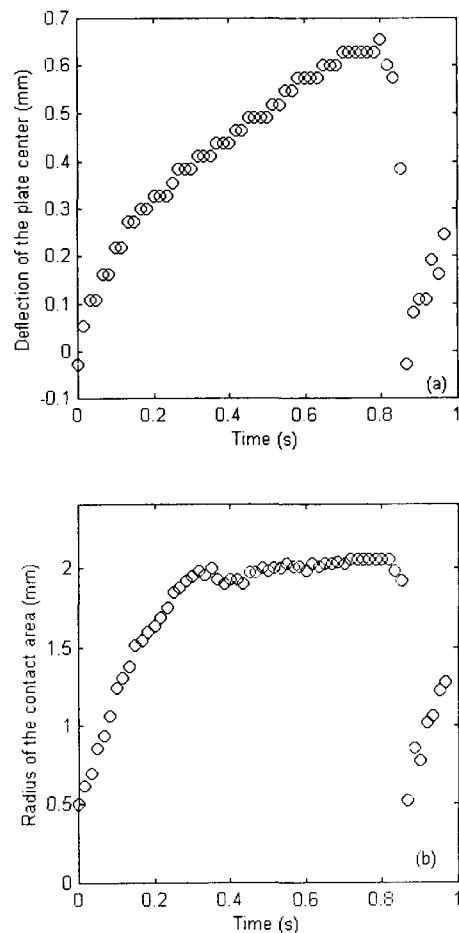 0.7
0.6
0.5
0.4
0.3
0.2
0.1
0
-0.1
Deflection of the plate center (mm)
(a)
0 0.2 0.4 0.6 0.8 1
Time (s)
2
1.5
1
0.5
0
Radius of the contact area (mm)
(b)
0 0.2 0.4 0.6 0.8 1
Time (s)